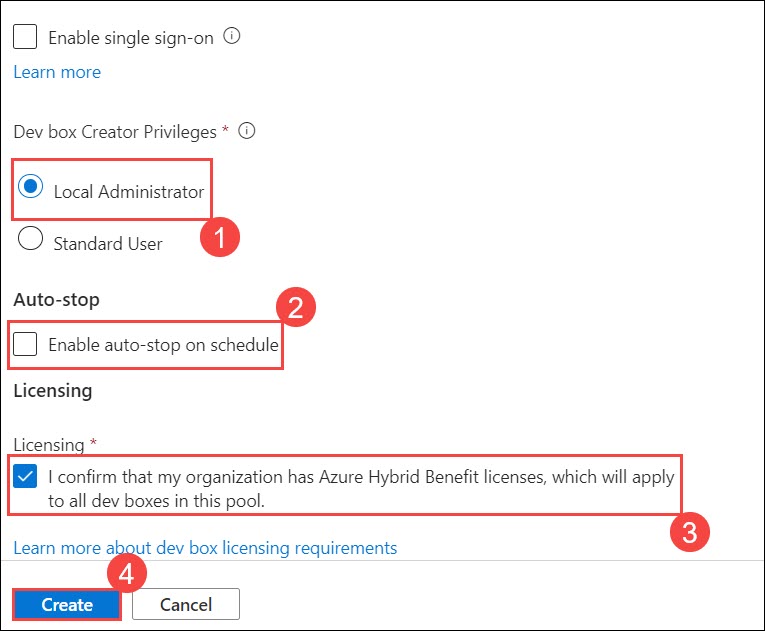 Enable single sign-on
Learn more
Dev box Creator Privileges *
Local Administrator
1
Standard User
Auto-stop
2
Enable auto-stop on schedule
Licensing
Licensing *
I confirm that my organization has Azure Hybrid Benefit licenses, which will apply
to all dev boxes in this pool.
3
Learn more about dev box licensing requirements
4
Create
Cancel